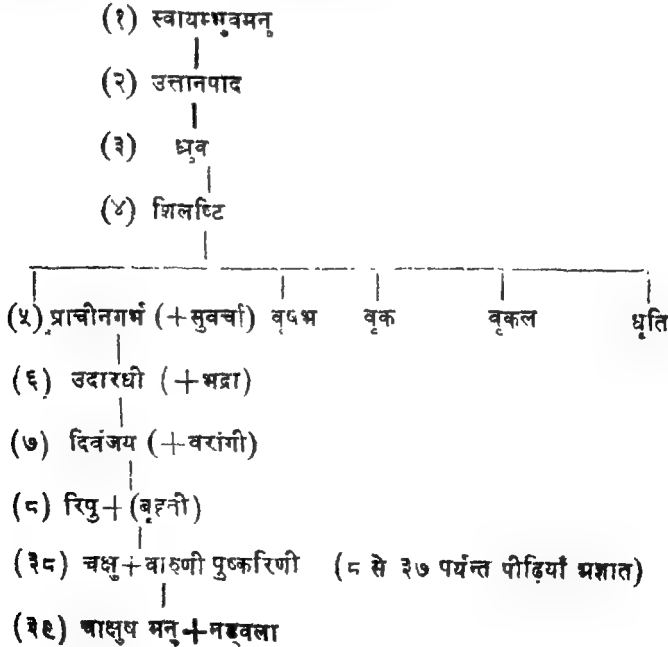 (१) स्वायम्भुवमनु
(२) उत्तानपाद
(३) ध्रुव
(४) शिलष्टि
(५) प्राचीनगर्भ (+सुवर्चा) वृषभ वृक वृकल धृति
(६) उदारधी (+भद्रा)
(७) दिवंजय (+वरांगी)
(८) रिपु+(बृहती)
(३८) चक्षु+वारुणी पुष्करिणी (८ से ३७ पर्यन्त पीढ़ियाँ अज्ञात)
(३९) चाक्षुष मनु+नड्वला